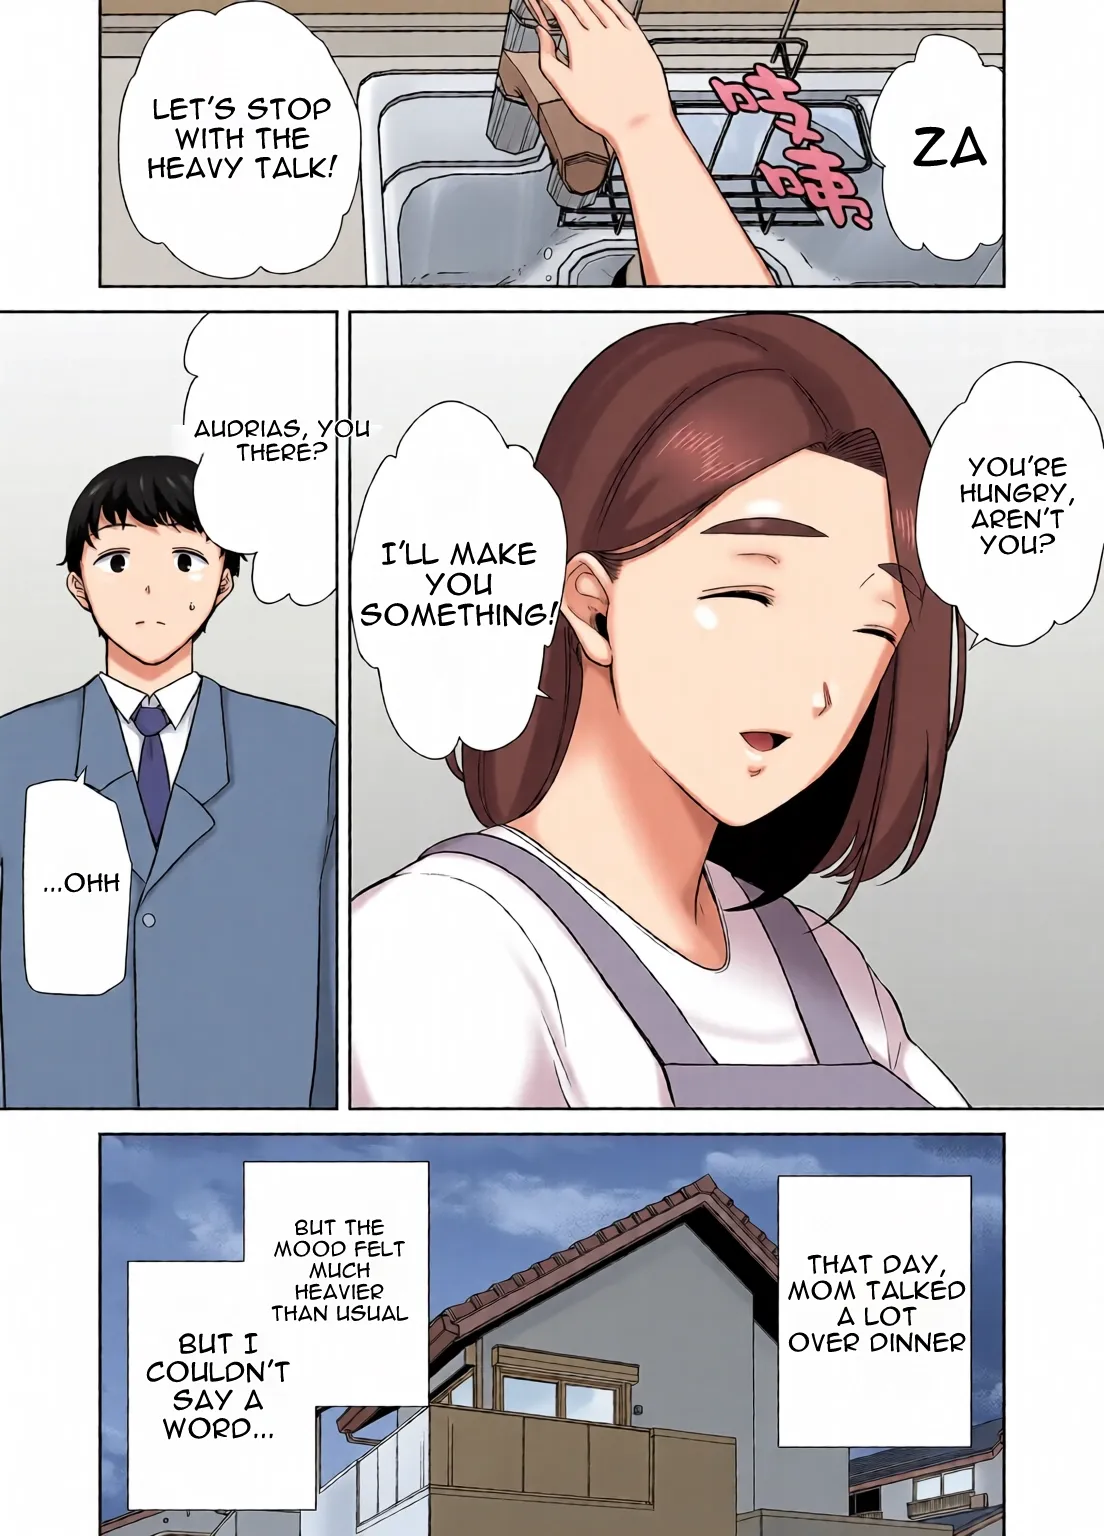 ZA
吱
咦
LET'S STOP
WITH THE
HEAVY TALK!
YOU'RE
HUNGRY,
AREN'T
YOU?
I'LL MAKE
YOU
SOMETHING!
AUDRIAS, YOU
THERE?
...OHH
THAT DAY,
MOM TALKED
A LOT
OVER DINNER
BUT THE
MOOD FELT
MUCH
HEAVIER
THAN USUAL
BUT I
COULDN'T
SAY A
WORD...